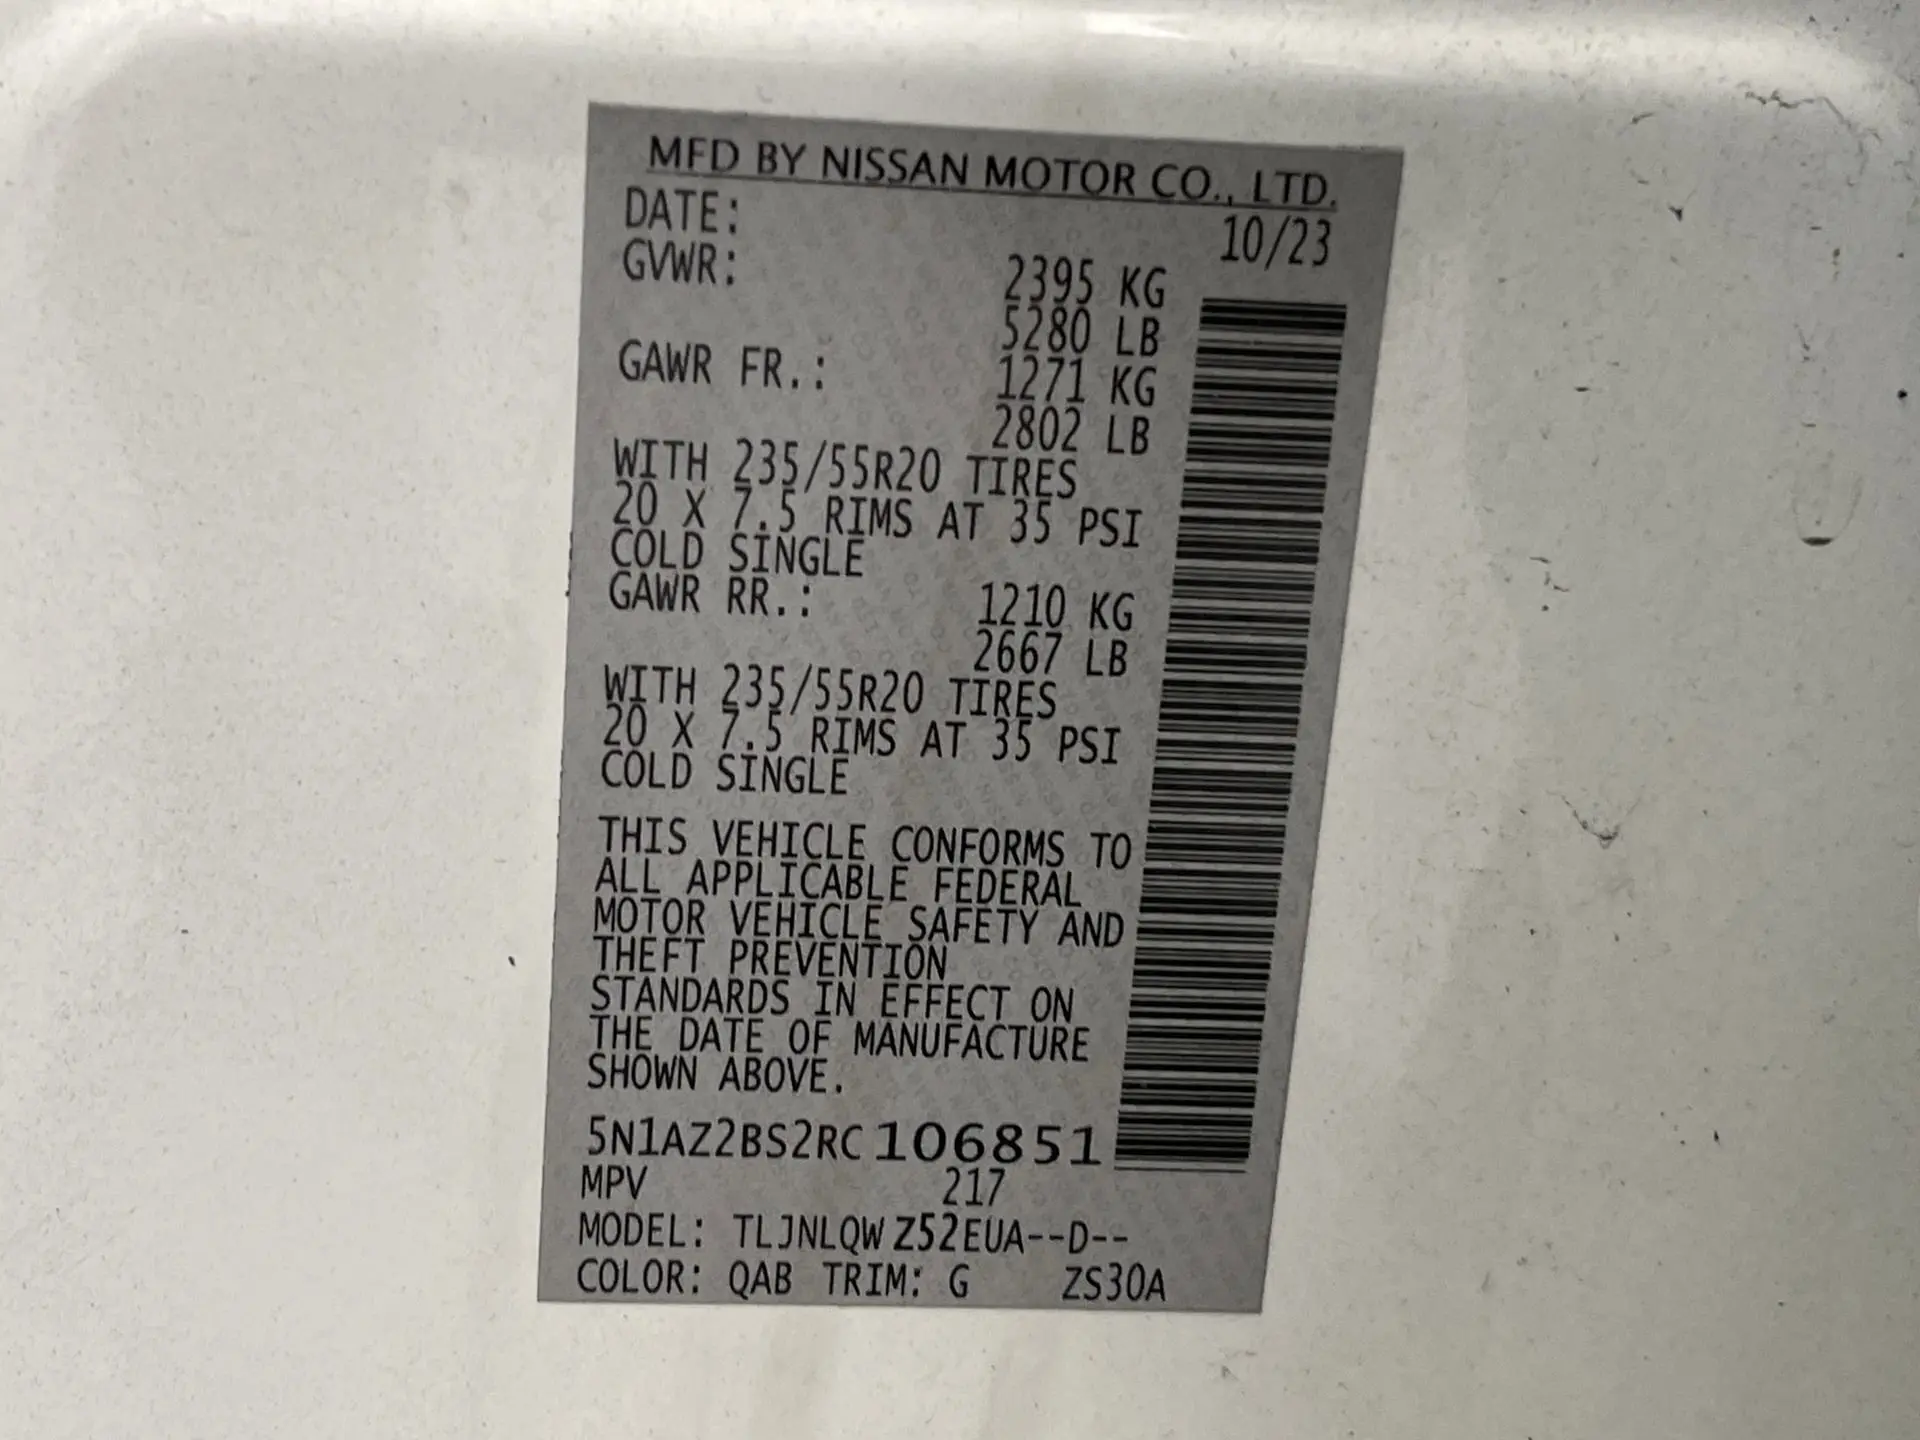 MFD BY NISSAN MOTOR CO., LTD.
DATE: 10/23
GVWR: 2395 KG
5280 LB
GAWR FR.: 1271 KG
2802 LB
WITH 235/55R20 TIRES
20 X 7.5 RIMS AT 35 PSI
COLD SINGLE
GAWR RR.: 1210 KG
2667 LB
WITH 235/55R20 TIRES
20 X 7.5 RIMS AT 35 PSI
COLD SINGLE
THIS VEHICLE CONFORMS TO
ALL APPLICABLE FEDERAL
MOTOR VEHICLE SAFETY AND
THEFT PREVENTION
STANDARDS IN EFFECT ON
THE DATE OF MANUFACTURE
SHOWN ABOVE.
5N1AZ2BS2RC106851
MPV 217
MODEL: TLJNLQW Z52EUA--D--
COLOR: QAB TRIM: G ZS30A